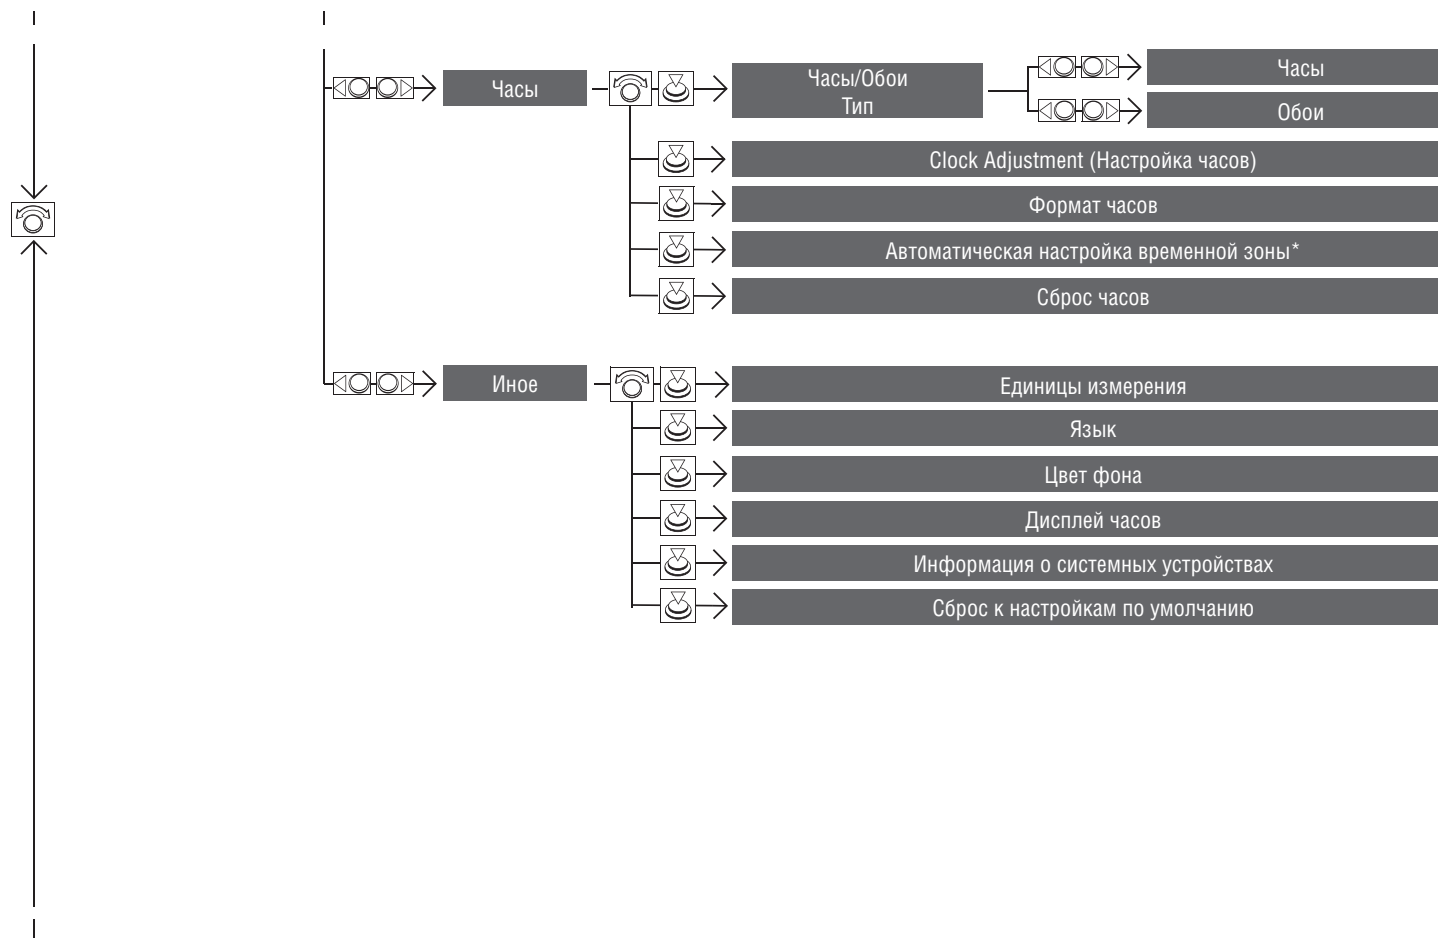 Часы
Часы/Обои
Тип
Часы
Обои
Clock Adjustment (Настройка часов)
Формат часов
Автоматическая настройка временной зоны*
Сброс часов
Иное
Единицы измерения
Язык
Цвет фона
Дисплей часов
Информация о системных устройствах
Сброс к настройкам по умолчанию